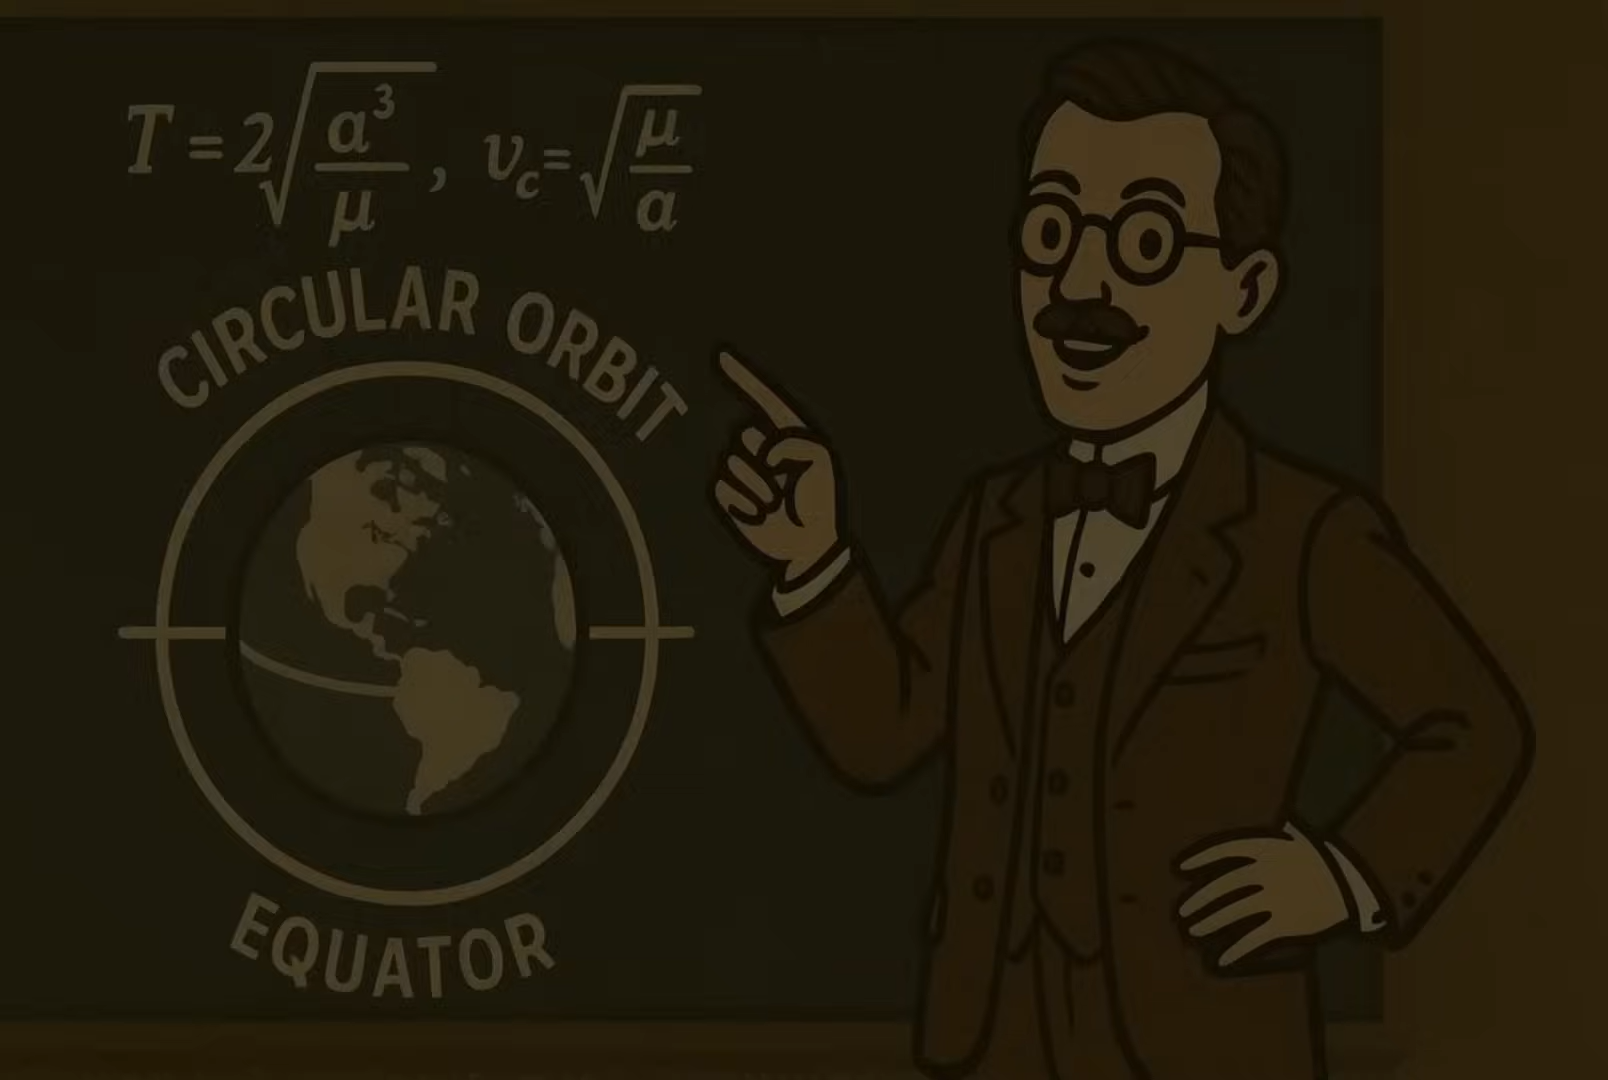 T = 2√(a³/μ), v_c = √(μ/a)
CIRCULAR ORBIT
EQUATOR